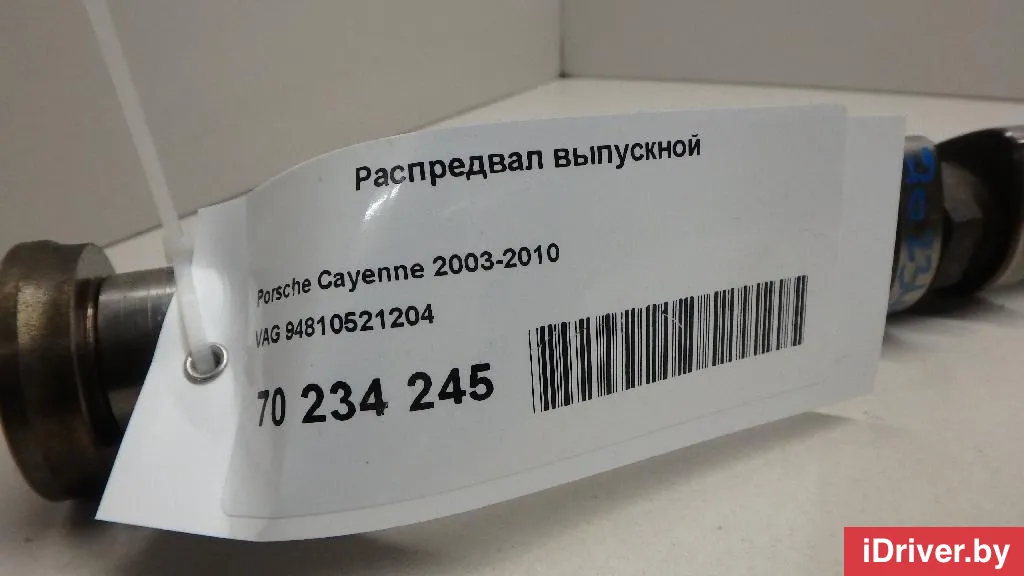 Распредвал выпускной
Porsche Cayenne 2003-2010
VAG 94810521204
70 234 245
iDriver.by